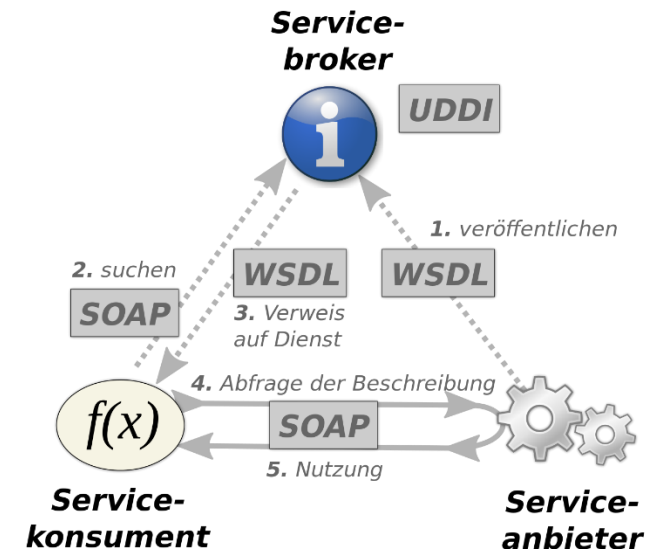 Service-
broker
i
UDDI
1. veröffentlichen
2. suchen
WSDL
WSDL
SOAP
3. Verweis
auf Dienst
4. Abfrage der Beschreibung
f(x)
SOAP
5. Nutzung
Service-
konsument
Service-
anbieter